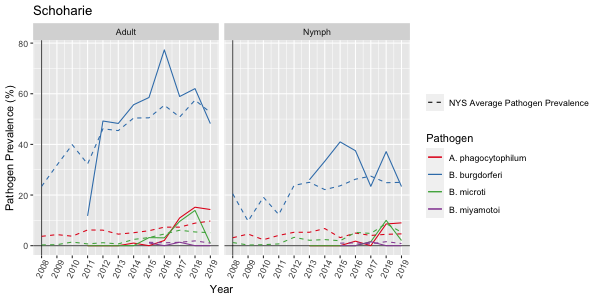 Schoharie
Adult
Nymph
Pathogen Prevalence (%)
80
60
40
20
0
2008 2009 2010 2011 2012 2013 2014 2015 2016 2017 2018 2019
2008 2009 2010 2011 2012 2013 2014 2015 2016 2017 2018 2019
Year
NYS Average Pathogen Prevalence
Pathogen
A. phagocytophilum
B. burgdorferi
B. microti
B. miyamotoi